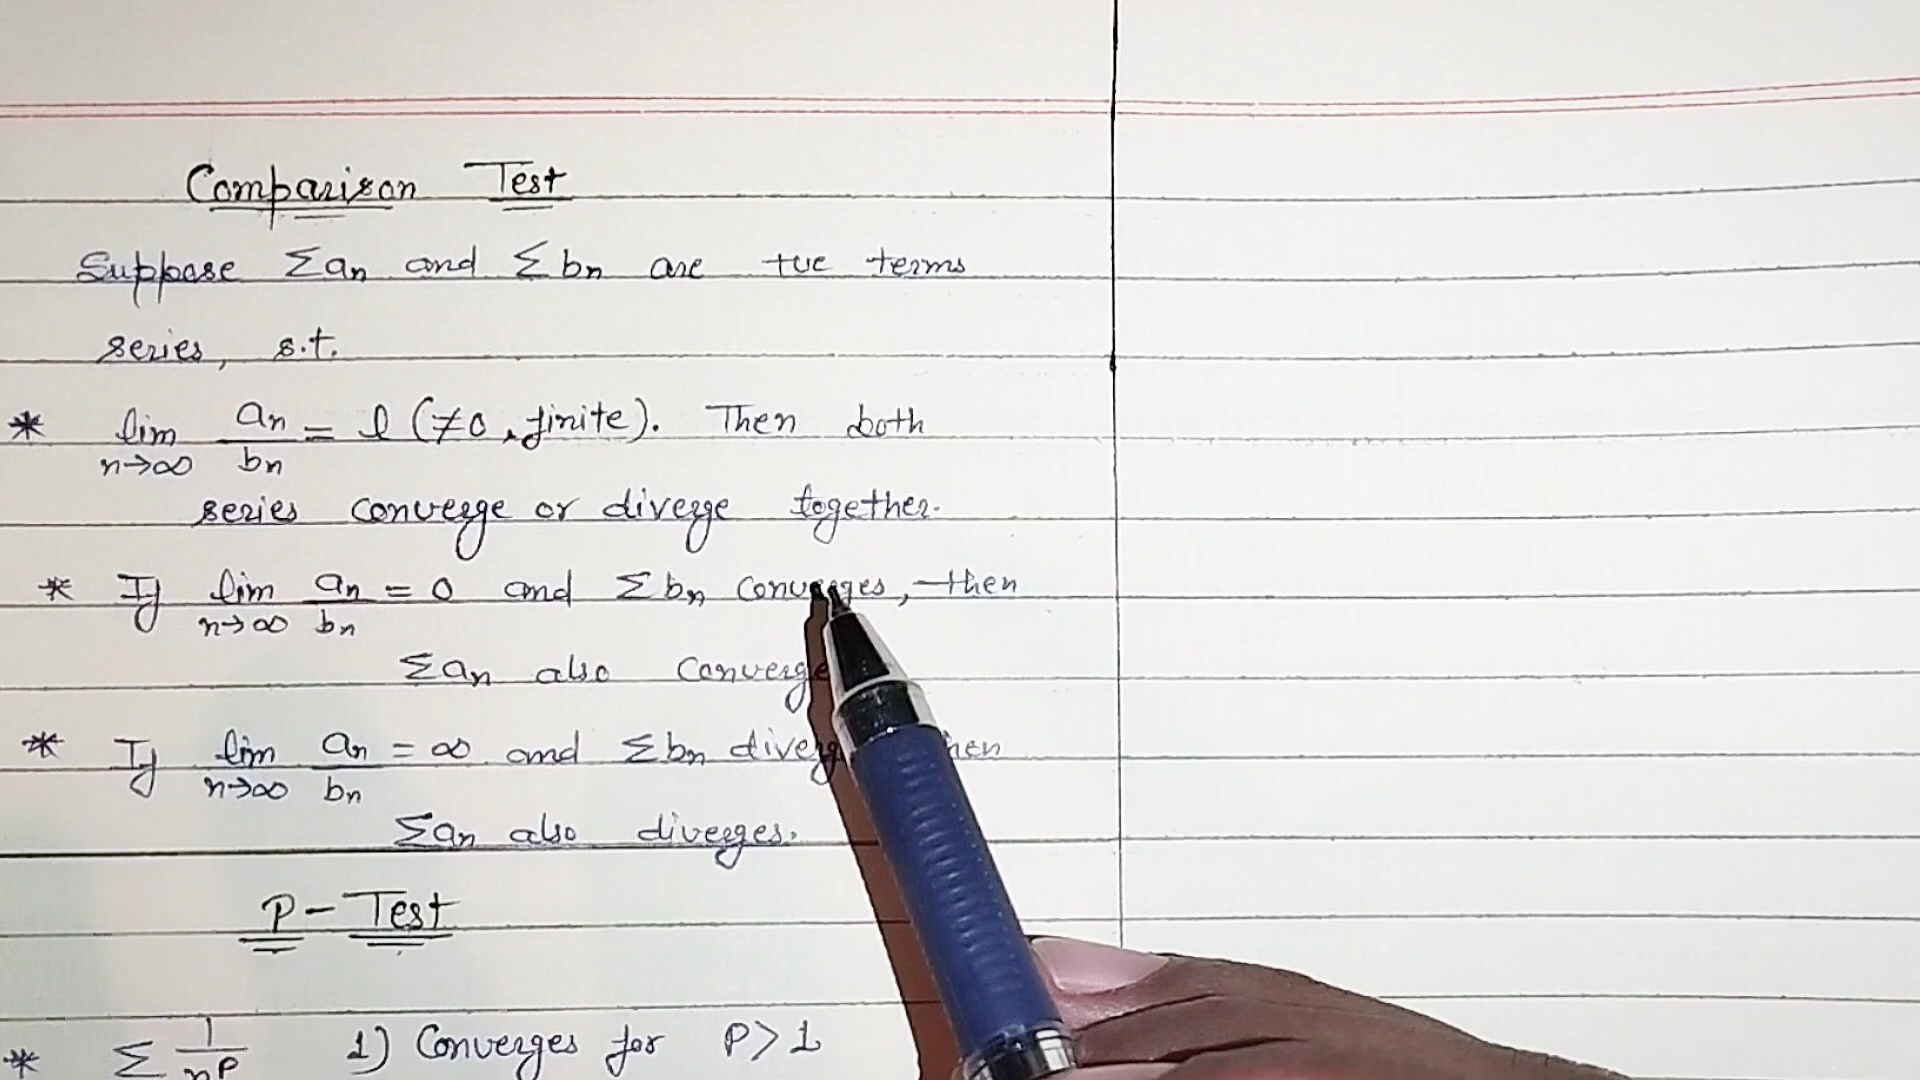 Comparison Test
Suppose Σan and Σbn are +ve terms
series, s.t.
* lim n→∞ an/bn = l (≠0, finite). Then both
series converge or diverge together.
* If lim n→∞ an/bn = 0 and Σbn converges, then
Σan also
* If lim n→∞ an/bn = ∞ and Σbn
Σan also diverges.
P-Test
* Σ 1/nP 1) Converges for P>1